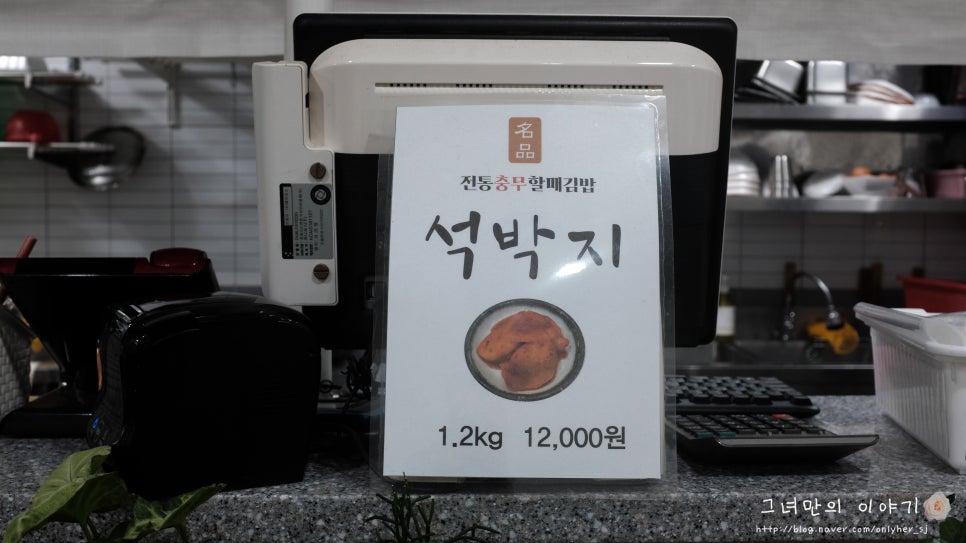 名
品
전통충무할매김밥
석박지
1.2kg 12,000원
그녀만의 이야기
http://blog.naver.com/onlyher_sj